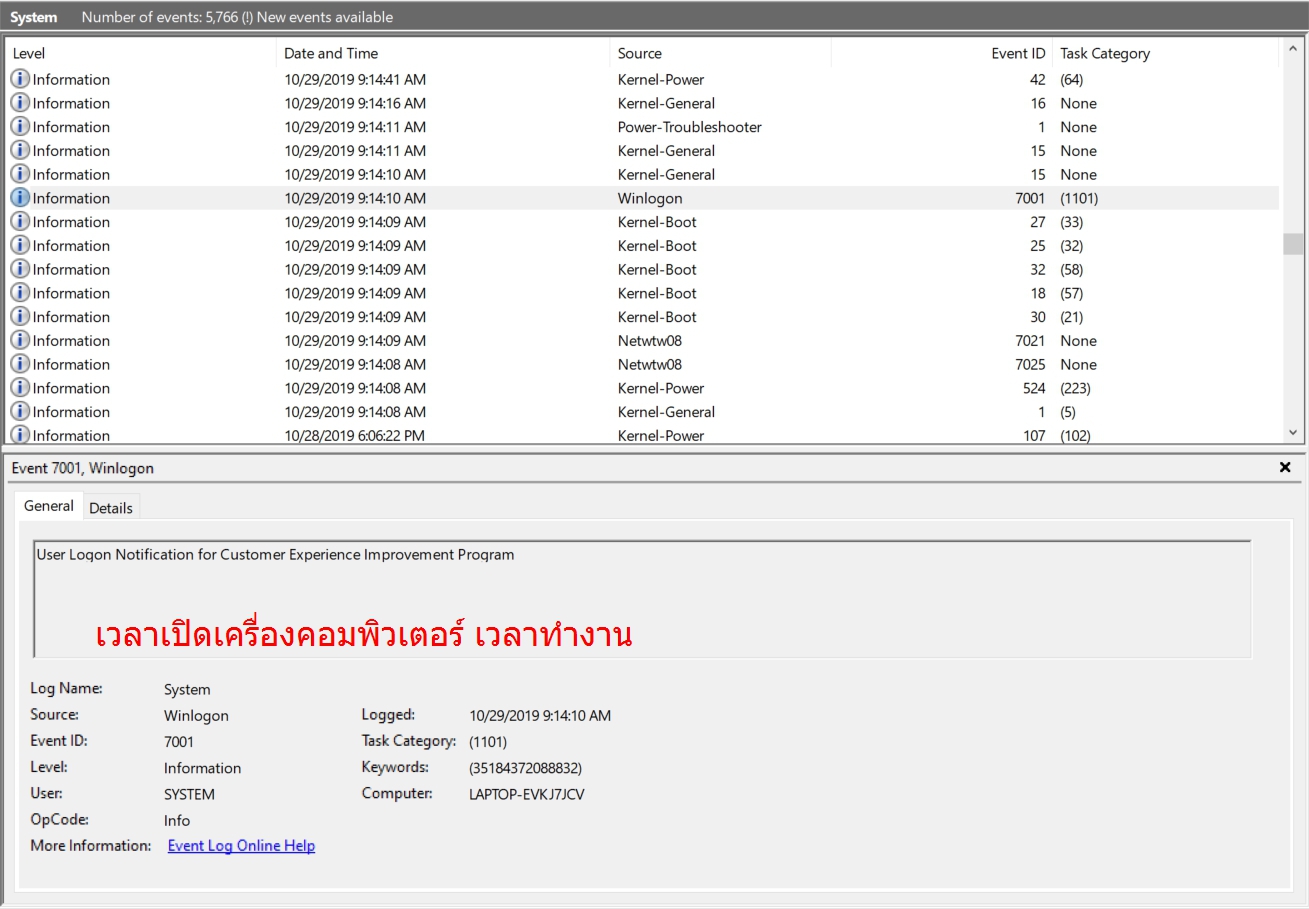 System Number of events: 5,766 (!) New events available
Level Date and Time Source Event ID Task Category
Information 10/29/2019 9:14:41 AM Kernel-Power 42 (64)
Information 10/29/2019 9:14:16 AM Kernel-General 16 None
Information 10/29/2019 9:14:11 AM Power-Troubleshooter 1 None
Information 10/29/2019 9:14:11 AM Kernel-General 15 None
Information 10/29/2019 9:14:10 AM Kernel-General 15 None
Information 10/29/2019 9:14:10 AM Winlogon 7001 (1101)
Information 10/29/2019 9:14:09 AM Kernel-Boot 27 (33)
Information 10/29/2019 9:14:09 AM Kernel-Boot 25 (32)
Information 10/29/2019 9:14:09 AM Kernel-Boot 32 (58)
Information 10/29/2019 9:14:09 AM Kernel-Boot 18 (57)
Information 10/29/2019 9:14:09 AM Kernel-Boot 30 (21)
Information 10/29/2019 9:14:09 AM Netwtw08 7021 None
Information 10/29/2019 9:14:08 AM Netwtw08 7025 None
Information 10/29/2019 9:14:08 AM Kernel-Power 524 (223)
Information 10/29/2019 9:14:08 AM Kernel-General 1 (5)
Information 10/28/2019 6:06:22 PM Kernel-Power 107 (102)
Event 7001, Winlogon
General Details
User Logon Notification for Customer Experience Improvement Program
เวลาเปิดเครื่องคอมพิวเตอร์ เวลาทำงาน
Log Name: System
Source: Winlogon Logged: 10/29/2019 9:14:10 AM
Event ID: 7001 Task Category: (1101)
Level: Information Keywords: (35184372088832)
User: SYSTEM Computer: LAPTOP-EVKJ7JCV
OpCode: Info
More Information: Event Log Online Help